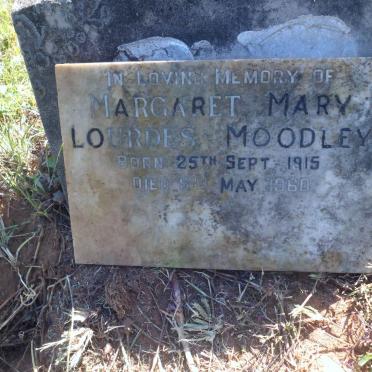 IN LOVING MEMORY OF
MARGARET MARY
LOURDES MOODLEY
BORN 25TH SEPT. 1915
DIED MAY 1960